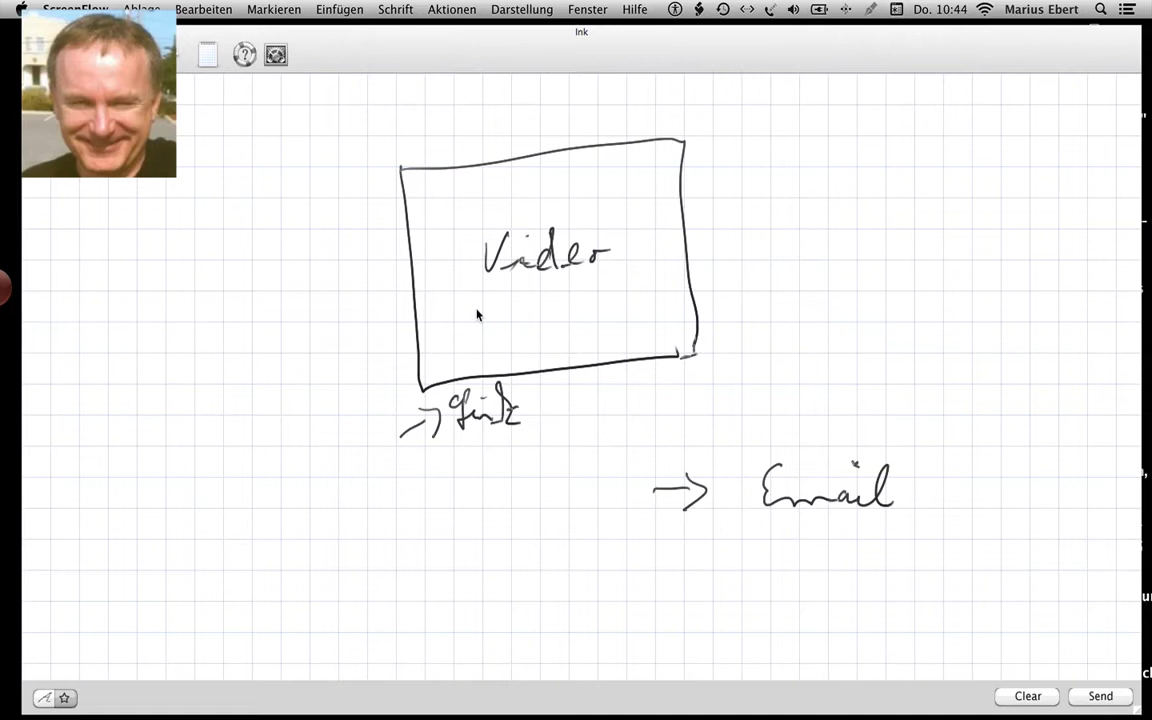 ScreenFlow Ablage Bearbeiten Markieren Einfügen Schrift Aktionen Darstellung Fenster Hilfe Do. 10:44 Marius Ebert
Ink
Video
→
→ Email
Clear Send